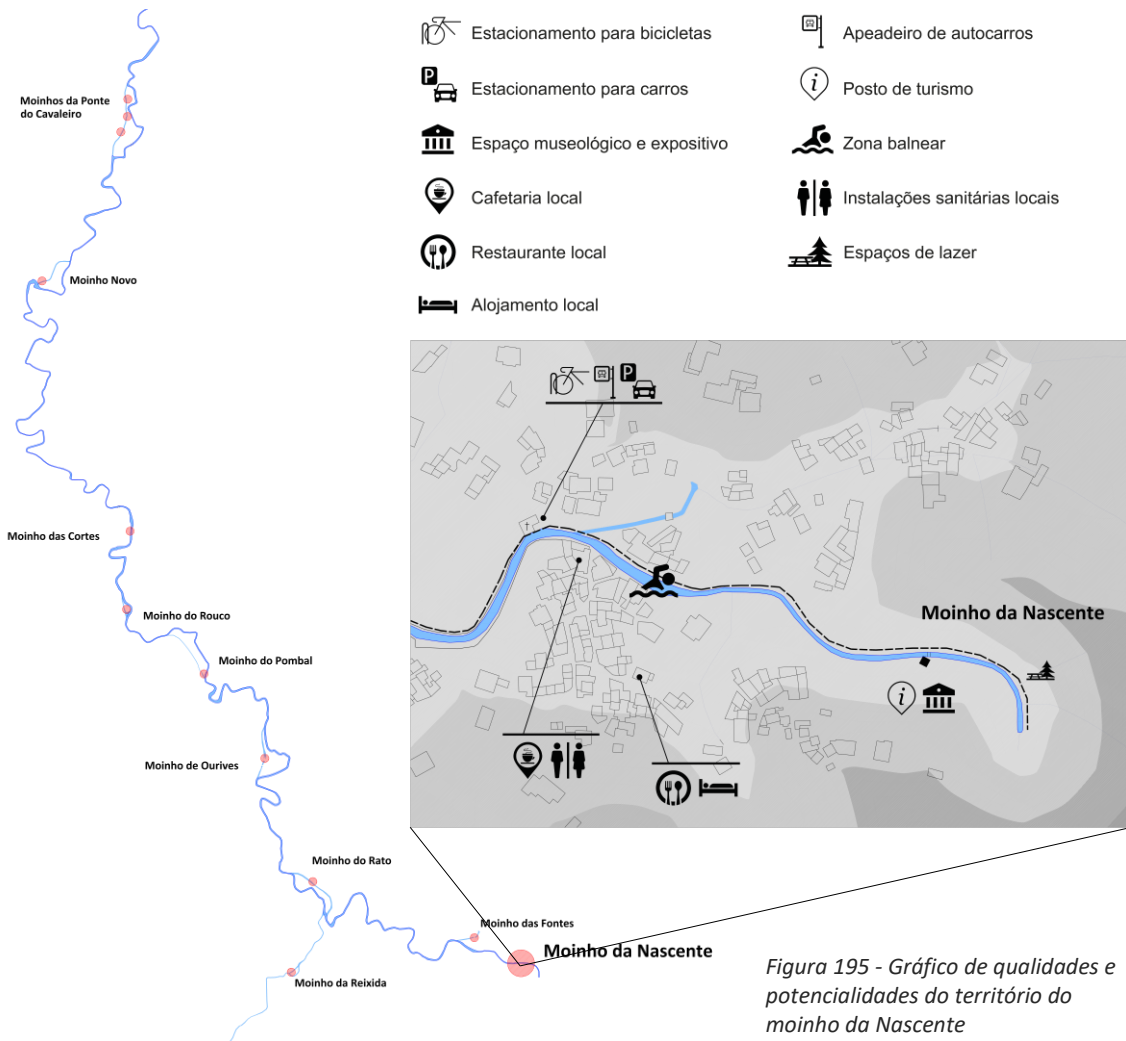 Estacionamento para bicicletas
Estacionamento para carros
Espaço museológico e expositivo
Cafetaria local
Restaurante local
Alojamento local
Apeadeiro de autocarros
Posto de turismo
Zona balnear
Instalações sanitárias locais
Espaços de lazer
Moinhos da Ponte
do Cavaleiro
Moinho Novo
Moinho das Cortes
Moinho do Rouco
Moinho do Pombal
Moinho de Ourives
Moinho do Rato
Moinho das Fontes
Moinho da Nascente
Moinho da Reixida
P
i
P
Moinho da Nascente
i
Figura 195 - Gráfico de qualidades e
potencialidades do território do
moinho da Nascente